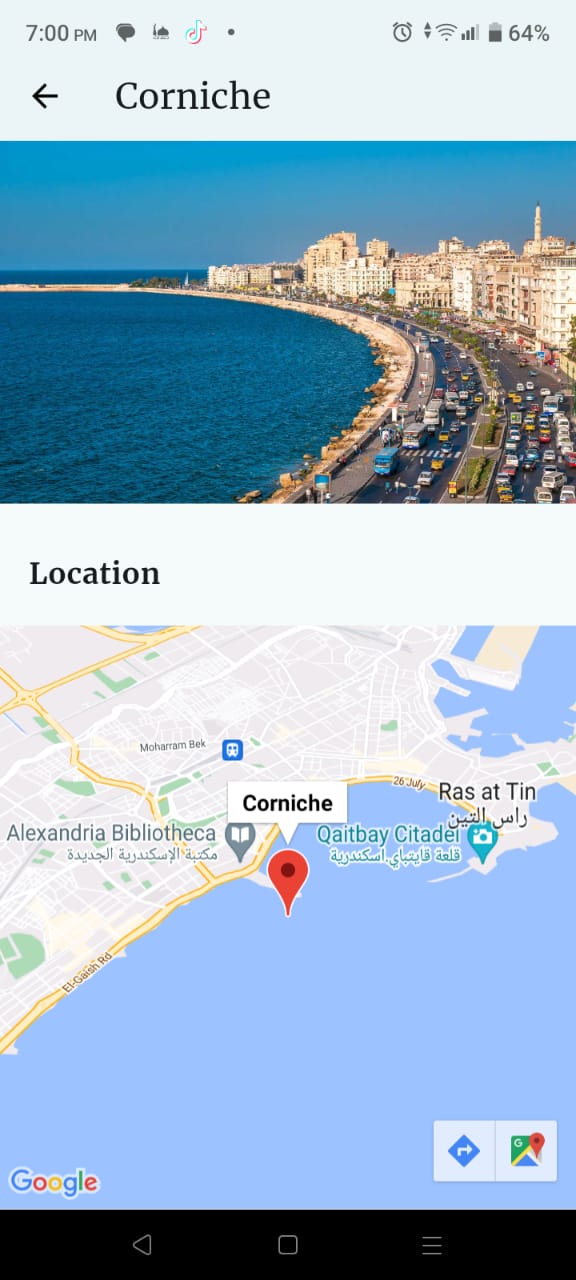 7:00 PM
64%
Corniche
Location
Moharram Bek
26 July
Ras at Tin
راس التين
Corniche
Alexandria Bibliotheca
مكتبة الإسكندرية الجديدة
Qaitbay Citadel
قلعة قايتباي, اسكندرية
El-Gaish Rd
G
Google